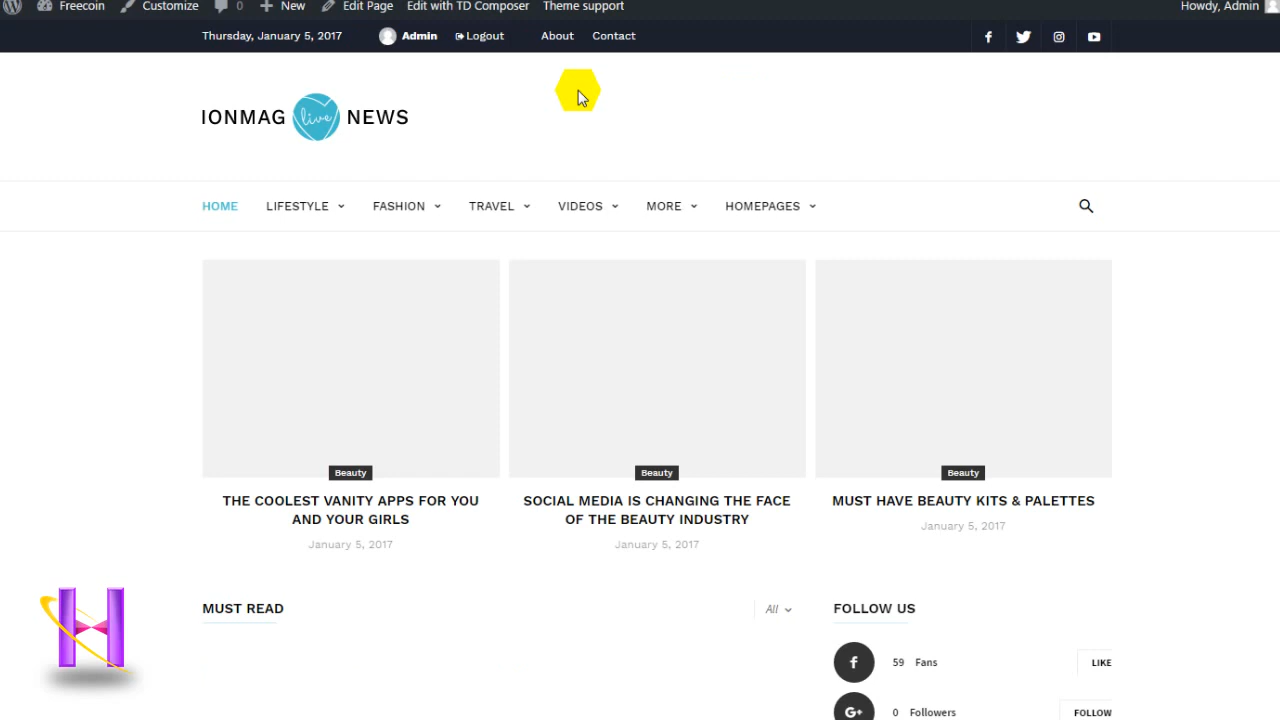 Freecoin Customize 0 New Edit Page Edit with TD Composer Theme support Howdy, Admin
Thursday, January 5, 2017 Admin Logout About Contact
IONMAG live NEWS
HOME LIFESTYLE FASHION TRAVEL VIDEOS MORE HOMEPAGES
Beauty
THE COOLEST VANITY APPS FOR YOU
AND YOUR GIRLS
January 5, 2017
Beauty
SOCIAL MEDIA IS CHANGING THE FACE
OF THE BEAUTY INDUSTRY
January 5, 2017
Beauty
MUST HAVE BEAUTY KITS & PALETTES
January 5, 2017
MUST READ All
FOLLOW US
59 Fans LIKE
0 Followers FOLLOW
H